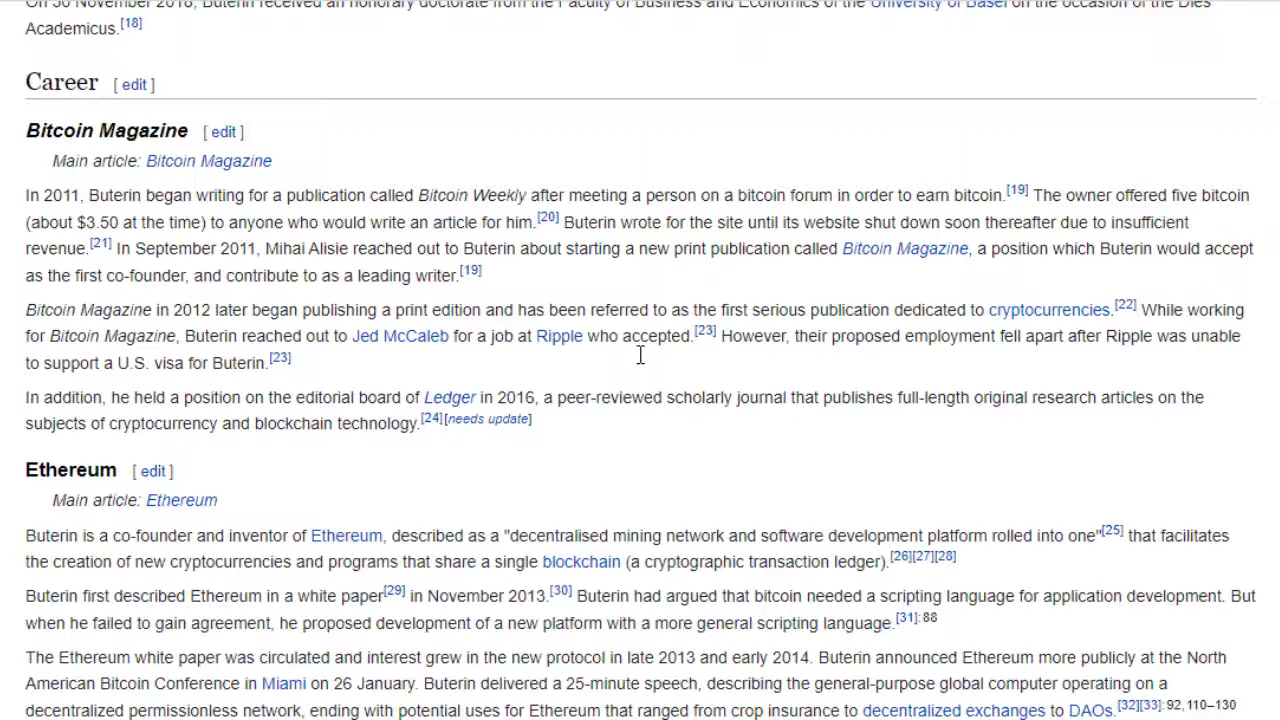 On 30 November 2018, Buterin received an honorary doctorate from the Faculty of Business and Economics of the University of Basel on the occasion of the Dies
Academicus.[18]
Career [ edit ]
Bitcoin Magazine [ edit ]
Main article: Bitcoin Magazine
In 2011, Buterin began writing for a publication called Bitcoin Weekly after meeting a person on a bitcoin forum in order to earn bitcoin.[19] The owner offered five bitcoin
(about $3.50 at the time) to anyone who would write an article for him.[20] Buterin wrote for the site until its website shut down soon thereafter due to insufficient
revenue.[21] In September 2011, Mihai Alisie reached out to Buterin about starting a new print publication called Bitcoin Magazine, a position which Buterin would accept
as the first co-founder, and contribute to as a leading writer.[19]
Bitcoin Magazine in 2012 later began publishing a print edition and has been referred to as the first serious publication dedicated to cryptocurrencies.[22] While working
for Bitcoin Magazine, Buterin reached out to Jed McCaleb for a job at Ripple who accepted.[23] However, their proposed employment fell apart after Ripple was unable
to support a U.S. visa for Buterin.[23]
In addition, he held a position on the editorial board of Ledger in 2016, a peer-reviewed scholarly journal that publishes full-length original research articles on the
subjects of cryptocurrency and blockchain technology.[24][needs update]
Ethereum [ edit ]
Main article: Ethereum
Buterin is a co-founder and inventor of Ethereum, described as a "decentralised mining network and software development platform rolled into one"[25] that facilitates
the creation of new cryptocurrencies and programs that share a single blockchain (a cryptographic transaction ledger).[26][27][28]
Buterin first described Ethereum in a white paper[29] in November 2013.[30] Buterin had argued that bitcoin needed a scripting language for application development. But
when he failed to gain agreement, he proposed development of a new platform with a more general scripting language.[31]: 88
The Ethereum white paper was circulated and interest grew in the new protocol in late 2013 and early 2014. Buterin announced Ethereum more publicly at the North
American Bitcoin Conference in Miami on 26 January. Buterin delivered a 25-minute speech, describing the general-purpose global computer operating on a
decentralized permissionless network, ending with potential uses for Ethereum that ranged from crop insurance to decentralized exchanges to DAOs.[32][33]: 92, 110–130